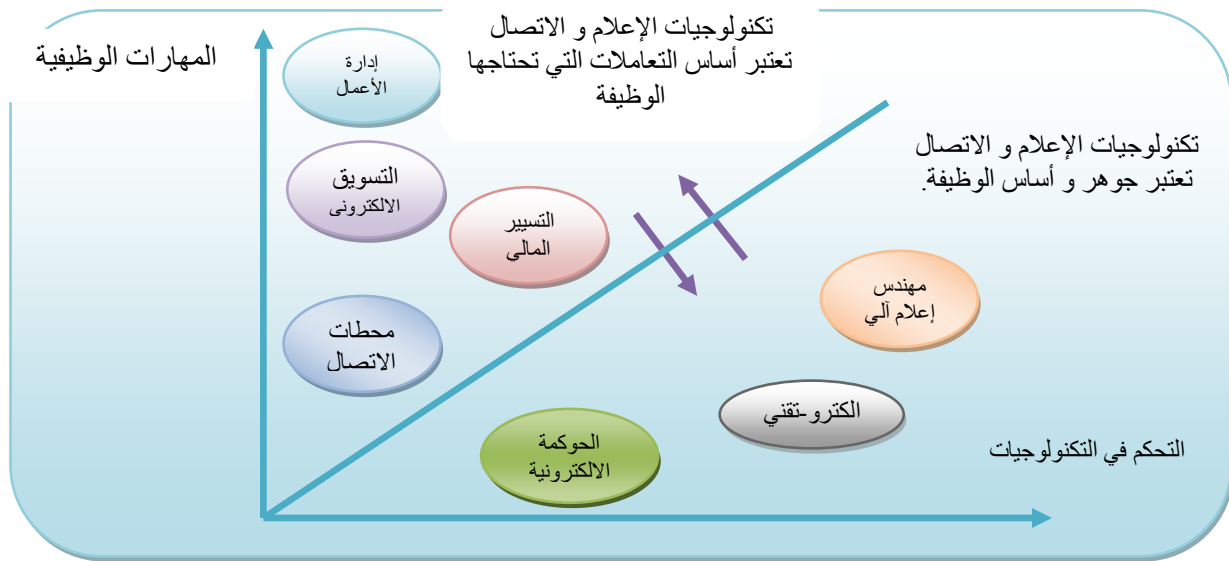 المهارات الوظيفية
إدارة
الأعمال
تكنولوجيات الإعلام و الاتصال
تعتبر أساس التعاملات التي تحتاجها
الوظيفة
تكنولوجيات الإعلام و الاتصال
تعتبر جوهر و أساس الوظيفة.
التسويق
الالكترونى
التسيير
المالى
مهندس
إعلام آلي
محطات
الاتصال
الكترو-تقني
الحوكمة
الالكترونية
التحكم في التكنولوجيات